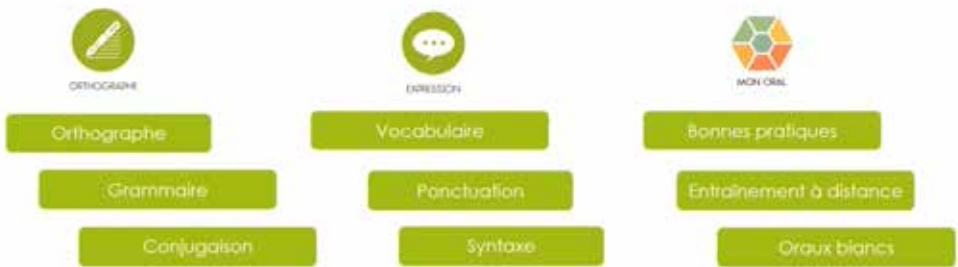 ORTHOGRAPHE
EXPRESSION
MON ORAL
Orthographe
Vocabulaire
Bonnes pratiques
Grammaire
Ponctuation
Entraînement à distance
Conjugaison
Syntaxe
Oraux blancs